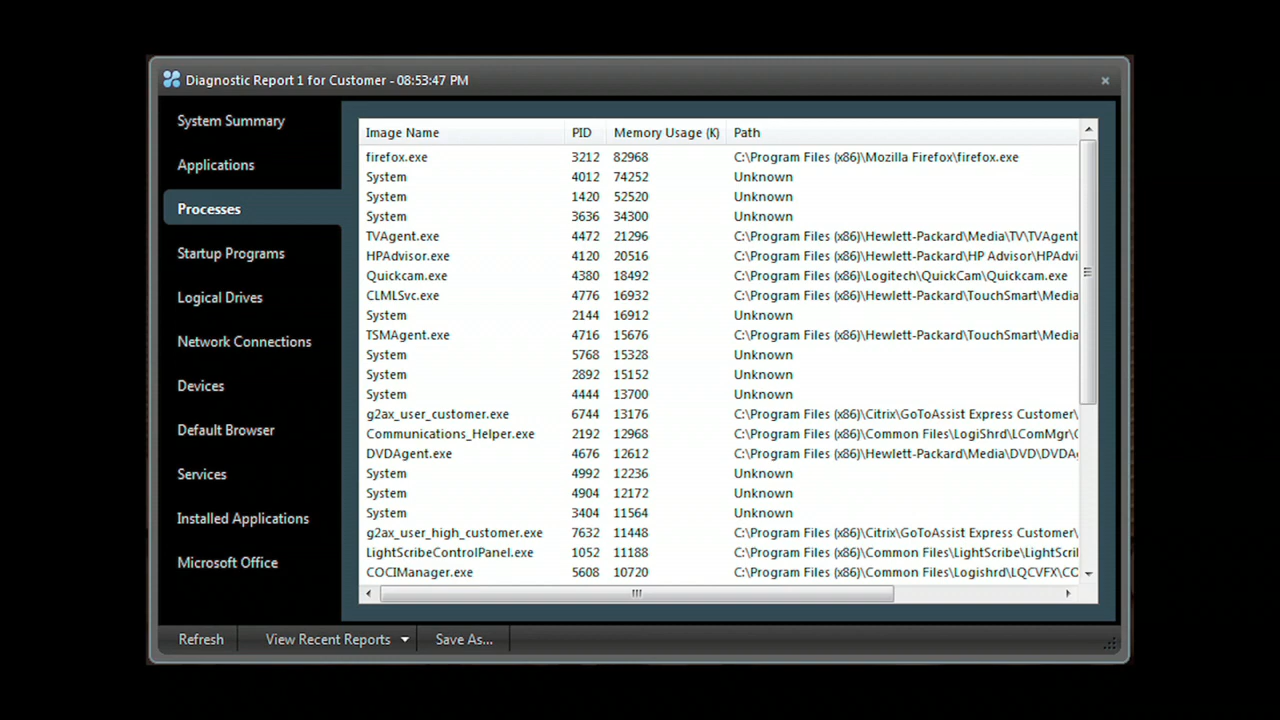 Diagnostic Report 1 for Customer - 08:53:47 PM
System Summary
Applications
Processes
Startup Programs
Logical Drives
Network Connections
Devices
Default Browser
Services
Installed Applications
Microsoft Office
Image Name PID Memory Usage (K) Path
firefox.exe 3212 82968 C:\Program Files (x86)\Mozilla Firefox\firefox.exe
System 4012 74252 Unknown
System 1420 52520 Unknown
System 3636 34300 Unknown
TVAgent.exe 4472 21296 C:\Program Files (x86)\Hewlett-Packard\Media\TV\TVAgent
HPAdvisor.exe 4120 20516 C:\Program Files (x86)\Hewlett-Packard\HP Advisor\HPAdvi
Quickcam.exe 4380 18492 C:\Program Files (x86)\Logitech\QuickCam\Quickcam.exe
CLMLSvc.exe 4776 16932 C:\Program Files (x86)\Hewlett-Packard\TouchSmart\Media
System 2144 16912 Unknown
TSMAgent.exe 4716 15676 C:\Program Files (x86)\Hewlett-Packard\TouchSmart\Media
System 5768 15328 Unknown
System 2892 15152 Unknown
System 4444 13700 Unknown
g2ax_user_customer.exe 6744 13176 C:\Program Files (x86)\Citrix\GoToAssist Express Customer\
Communications_Helper.exe 2192 12968 C:\Program Files (x86)\Common Files\LogiShrd\LComMgr\C
DVDAgent.exe 4676 12612 C:\Program Files (x86)\Hewlett-Packard\Media\DVD\DVDAg
System 4992 12236 Unknown
System 4904 12172 Unknown
System 3404 11564 Unknown
g2ax_user_high_customer.exe 7632 11448 C:\Program Files (x86)\Citrix\GoToAssist Express Customer\
LightScribeControlPanel.exe 1052 11188 C:\Program Files (x86)\Common Files\LightScribe\LightScril
COCIManager.exe 5608 10720 C:\Program Files (x86)\Common Files\Logishrd\LQCVFX\CO
Refresh View Recent Reports Save As...